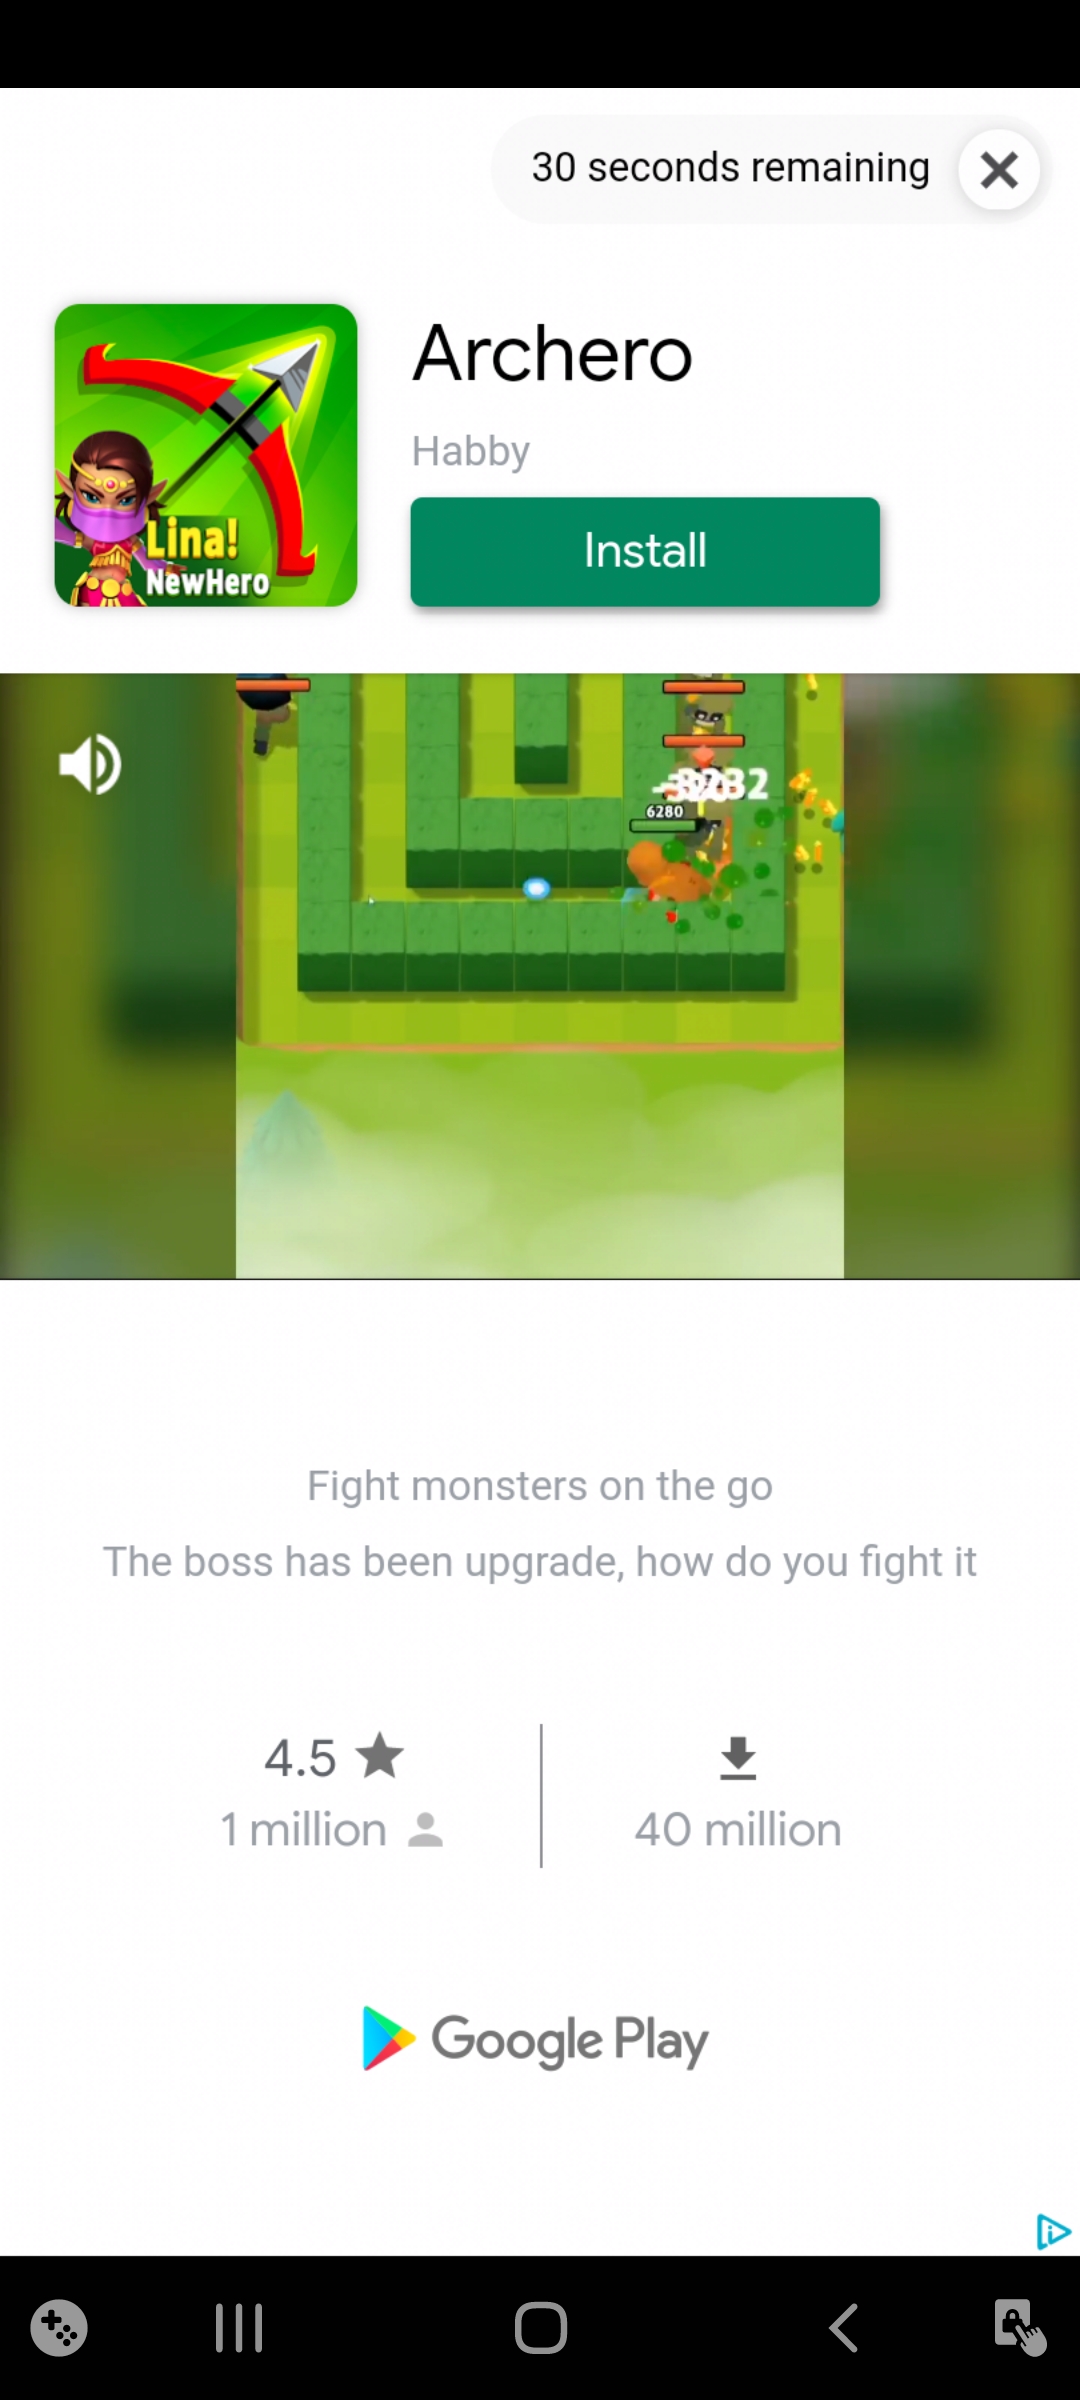 30 seconds remaining
Archero
Habby
Lina!
NewHero
Install
6280
Fight monsters on the go
The boss has been upgrade, how do you fight it
4.5
1 million
40 million
Google Play